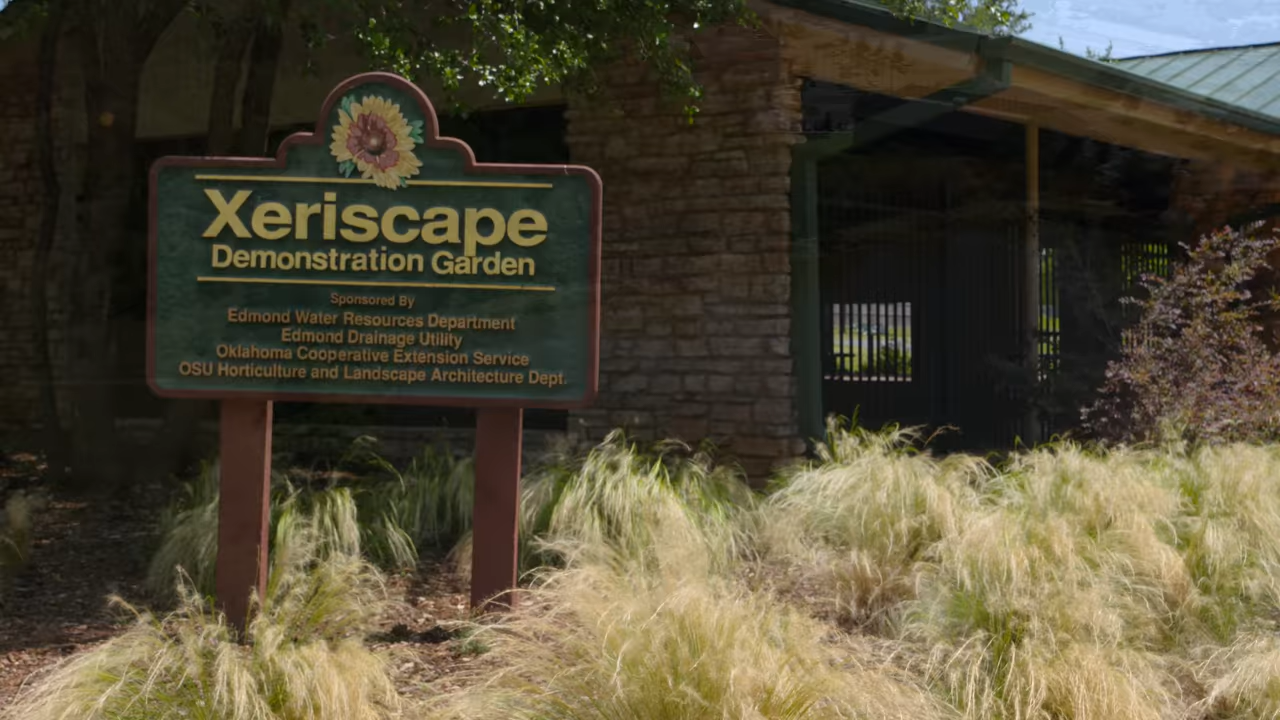 Xeriscape
Demonstration Garden
Sponsored By
Edmond Water Resources Department
Edmond Drainage Utility
Oklahoma Cooperative Extension Service
OSU Horticulture and Landscape Architecture Dept.